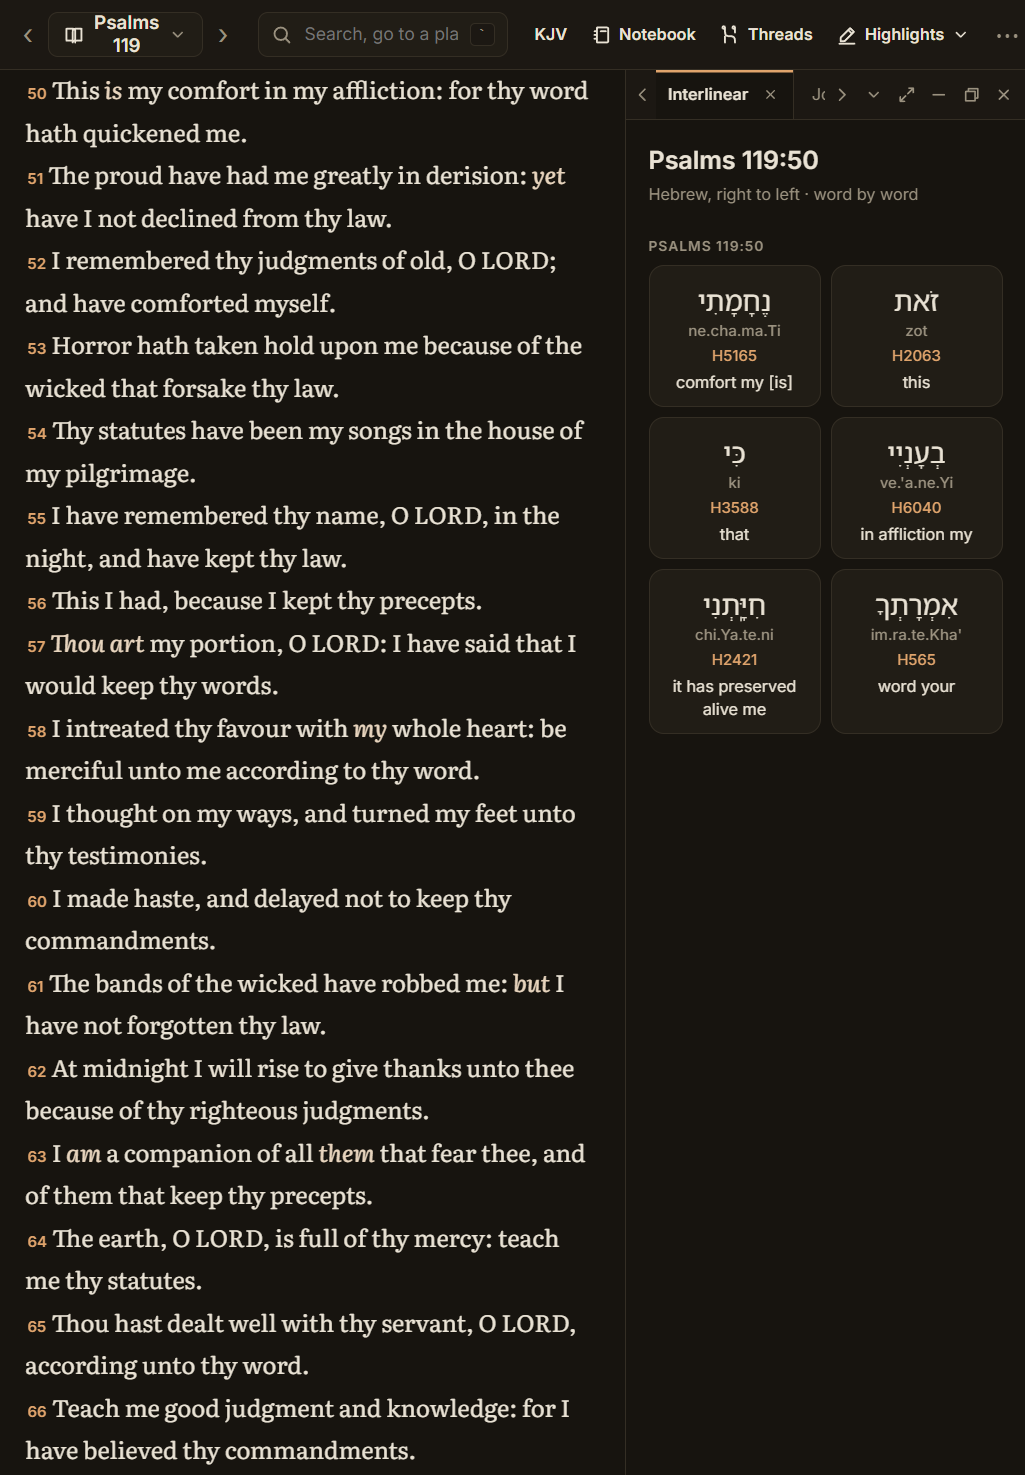 Psalms 119
Search, go to a pla `
KJV
Notebook
Threads
Highlights
50 This is my comfort in my affliction: for thy word
hath quickened me.
51 The proud have had me greatly in derision: yet
have I not declined from thy law.
52 I remembered thy judgments of old, O LORD;
and have comforted myself.
53 Horror hath taken hold upon me because of the
wicked that forsake thy law.
54 Thy statutes have been my songs in the house of
my pilgrimage.
55 I have remembered thy name, O LORD, in the
night, and have kept thy law.
56 This I had, because I kept thy precepts.
57 Thou art my portion, O LORD: I have said that I
would keep thy words.
58 I intreated thy favour with my whole heart: be
merciful unto me according to thy word.
59 I thought on my ways, and turned my feet unto
thy testimonies.
60 I made haste, and delayed not to keep thy
commandments.
61 The bands of the wicked have robbed me: but I
have not forgotten thy law.
62 At midnight I will rise to give thanks unto thee
because of thy righteous judgments.
63 I am a companion of all them that fear thee, and
of them that keep thy precepts.
64 The earth, O LORD, is full of thy mercy: teach
me thy statutes.
65 Thou hast dealt well with thy servant, O LORD,
according unto thy word.
66 Teach me good judgment and knowledge: for I
have believed thy commandments.
Interlinear
Psalms 119:50
Hebrew, right to left · word by word
PSALMS 119:50
זֹאת
zot
H2063
this
נֶחָמָתִי
ne.cha.ma.Ti
H5165
comfort my [is]
בְעָנְיִי
ve.'a.ne.Yi
H6040
in affliction my
כִּי
ki
H3588
that
אִמְרָתְךָ
im.ra.te.Kha'
H565
word your
חִיָּתְנִי
chi.Ya.te.ni
H2421
it has preserved
alive me